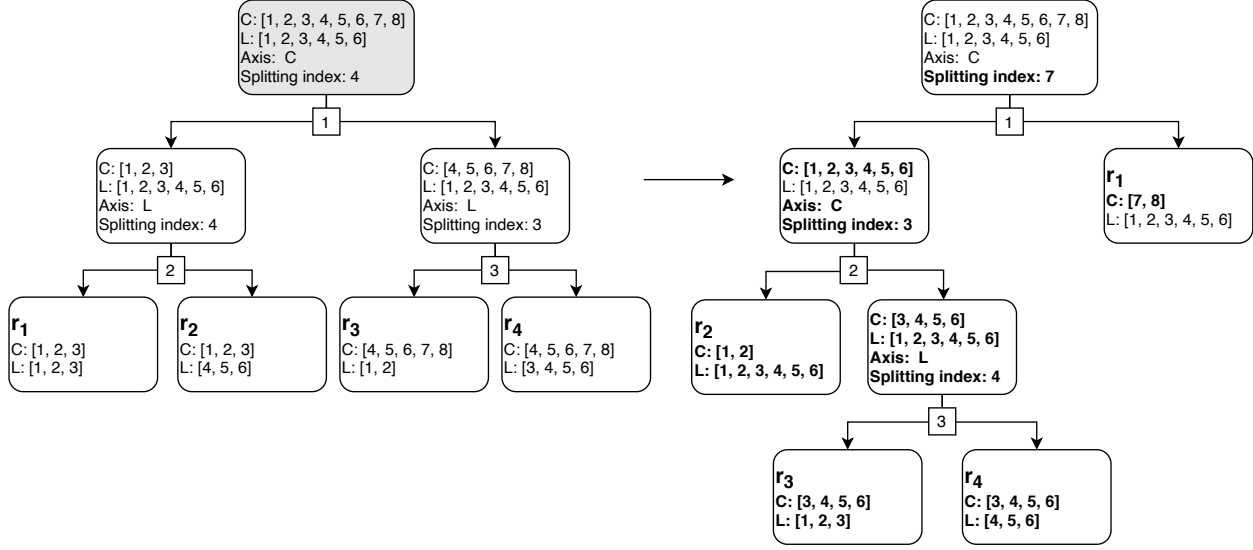 C: [1, 2, 3, 4, 5, 6, 7, 8]
L: [1, 2, 3, 4, 5, 6]
Axis: C
Splitting index: 4
1
C: [1, 2, 3]
L: [1, 2, 3, 4, 5, 6]
Axis: L
Splitting index: 4
C: [4, 5, 6, 7, 8]
L: [1, 2, 3, 4, 5, 6]
Axis: L
Splitting index: 3
2
3
r1
C: [1, 2, 3]
L: [1, 2, 3]
r2
C: [1, 2, 3]
L: [4, 5, 6]
r3
C: [4, 5, 6, 7, 8]
L: [1, 2]
r4
C: [4, 5, 6, 7, 8]
L: [3, 4, 5, 6]
C: [1, 2, 3, 4, 5, 6, 7, 8]
L: [1, 2, 3, 4, 5, 6]
Axis: C
Splitting index: 7
1
C: [1, 2, 3, 4, 5, 6]
L: [1, 2, 3, 4, 5, 6]
Axis: C
Splitting index: 3
r1
C: [7, 8]
L: [1, 2, 3, 4, 5, 6]
2
r2
C: [1, 2]
L: [1, 2, 3, 4, 5, 6]
C: [3, 4, 5, 6]
L: [1, 2, 3, 4, 5, 6]
Axis: L
Splitting index: 4
3
r3
C: [3, 4, 5, 6]
L: [1, 2, 3]
r4
C: [3, 4, 5, 6]
L: [4, 5, 6]